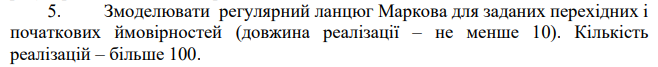 5. Змоделювати регулярний ланцюг Маркова для заданих перехідних і
початкових ймовірностей (довжина реалізації – не менше 10). Кількість
реалізацій – більше 100.